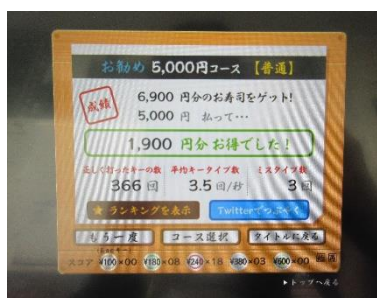 お勧め 5,000円コース 【普通】
成績
6,900 円分のお寿司をゲット!
5,000 円 払って・・・
1,900 円分 お得でした!
正しく打ったキーの数 平均キータイプ数 ミスタイプ数
366回 3.5回/秒 3回
★ ランキングを表示 Twitterでつぶやく
もう一度 コース選択 タイトルに戻る
スコア ¥100×00 ¥180×08 ¥240×18 ¥380×03 ¥600×00
▶トップへ戻る